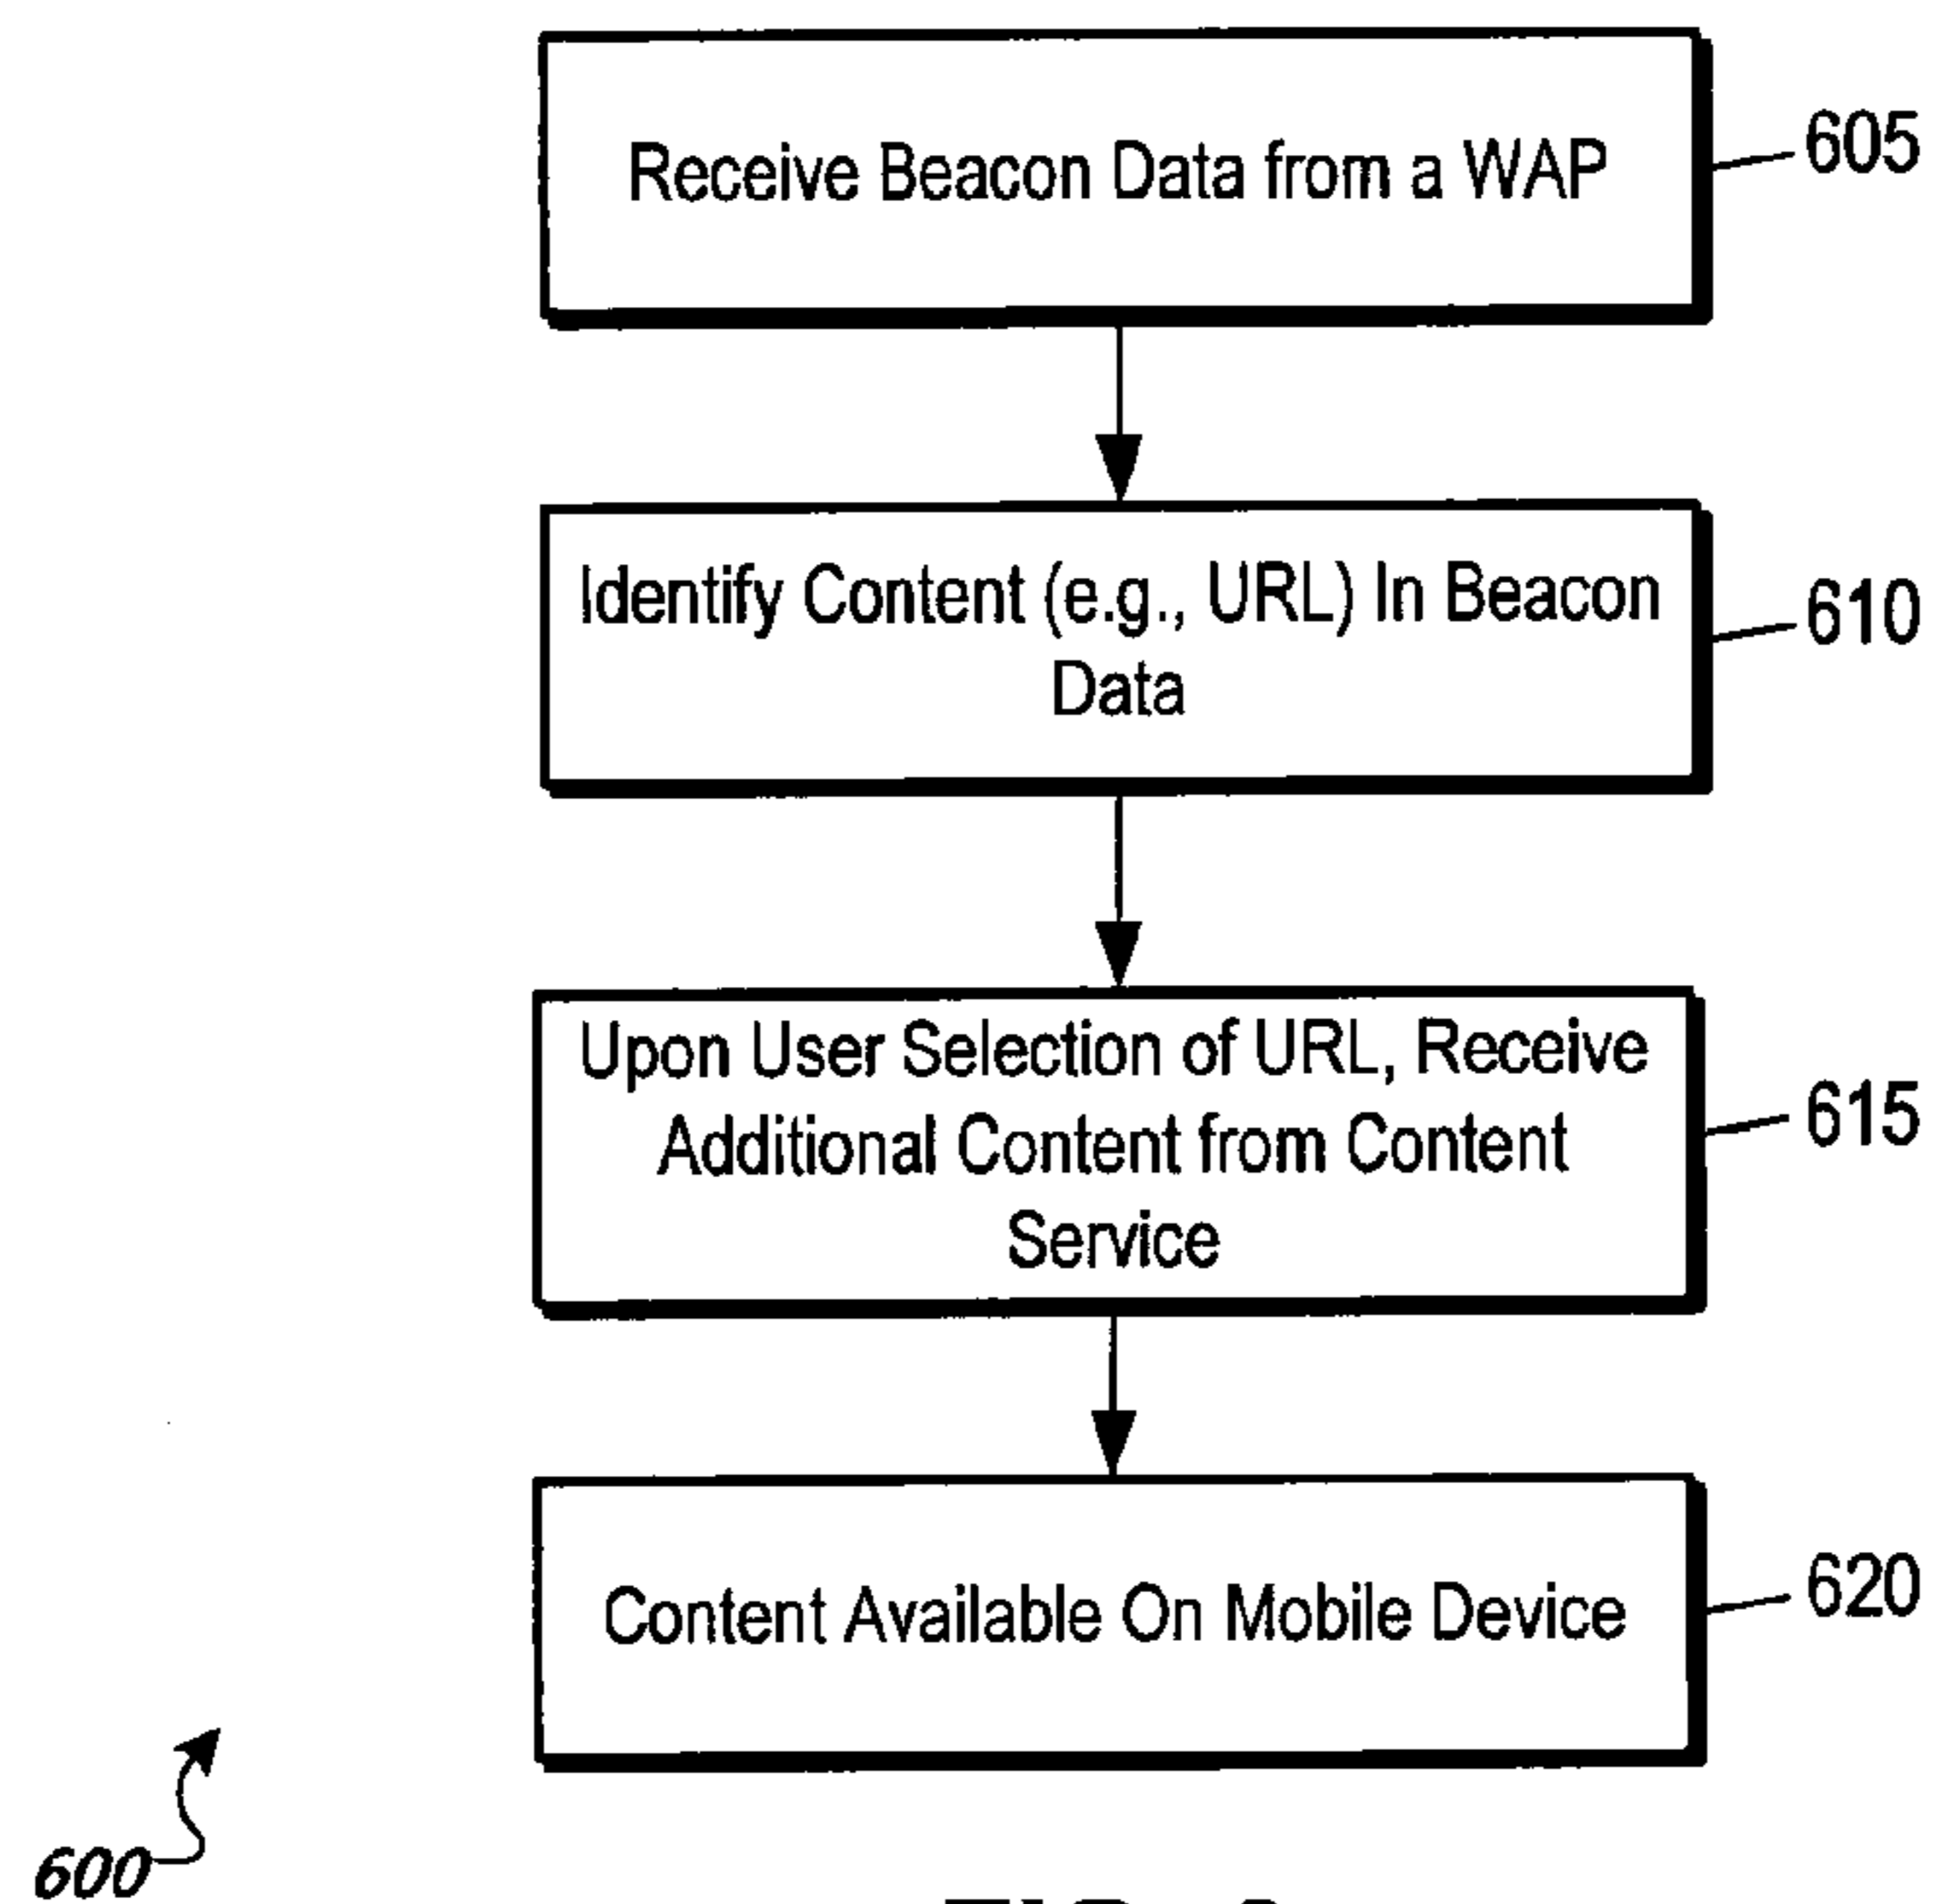 Receive Beacon Data from a WAP
605
Identify Content (e.g., URL) In Beacon
Data
610
Upon User Selection of URL, Receive
Additional Content from Content
Service
615
Content Available On Mobile Device
620
600